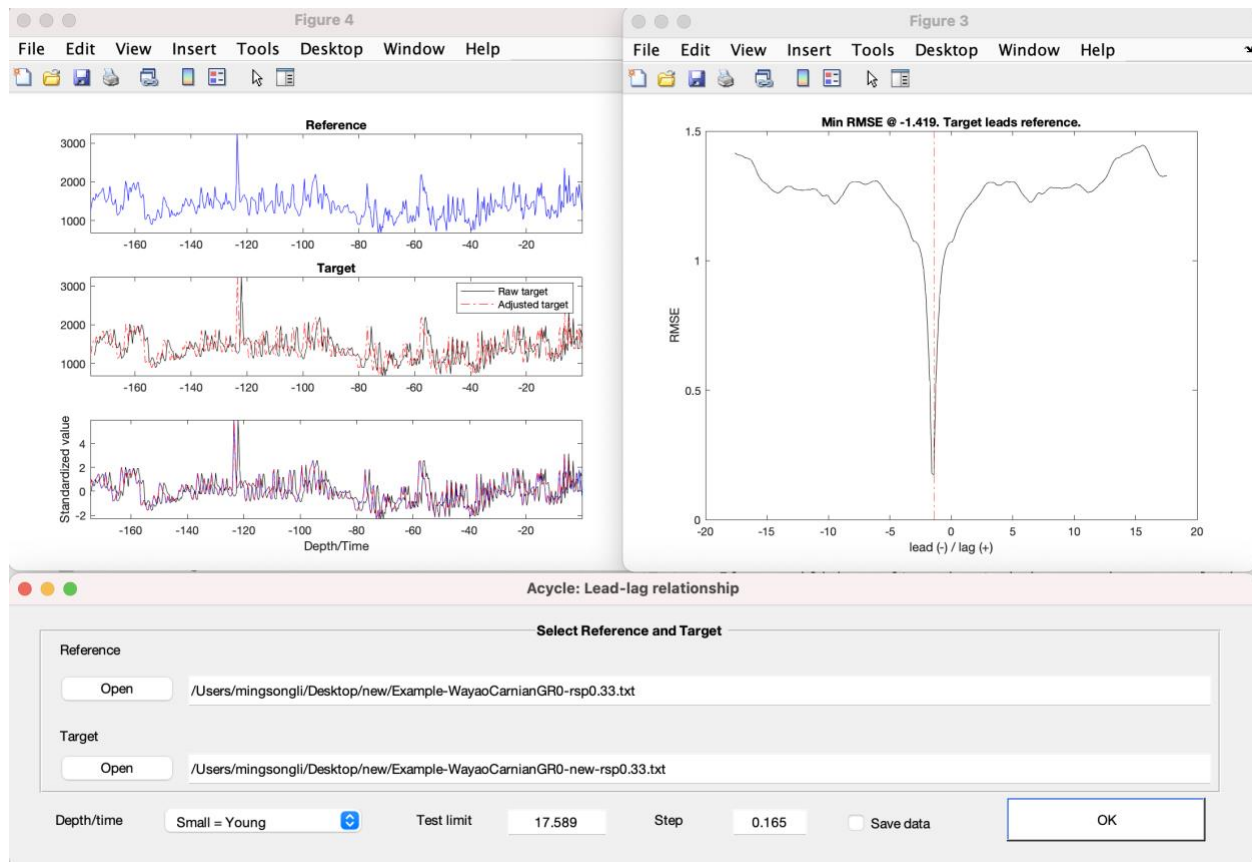 Figure 4
File Edit View Insert Tools Desktop Window Help
Reference
3000
2000
1000
-160 -140 -120 -100 -80 -60 -40 -20
Target
Raw target
Adjusted target
3000
2000
1000
-160 -140 -120 -100 -80 -60 -40 -20
Standardized value
4
2
0
-2
-160 -140 -120 -100 -80 -60 -40 -20
Depth/Time
Figure 3
File Edit View Insert Tools Desktop Window Help
Min RMSE @ -1.419. Target leads reference.
RMSE
1.5
1
0.5
0
-20 -15 -10 -5 0 5 10 15 20
lead (-) / lag (+)
Acycle: Lead-lag relationship
Select Reference and Target
Reference
Open /Users/mingsongli/Desktop/new/Example-WayaoCarnianGR0-rsp0.33.txt
Target
Open /Users/mingsongli/Desktop/new/Example-WayaoCarnianGR0-new-rsp0.33.txt
Depth/time Small = Young Test limit 17.589 Step 0.165 Save data OK